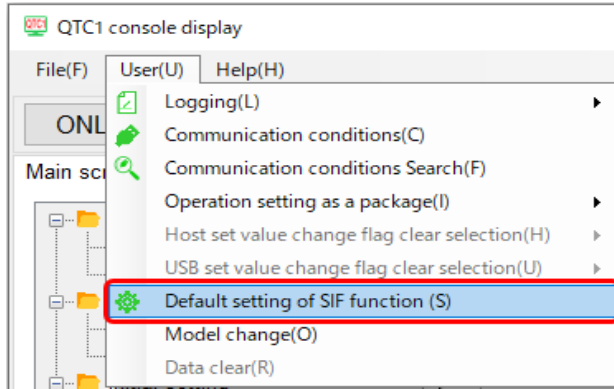 QTC1 console display
File(F) User(U) Help(H)
Logging(L)
ONL
Communication conditions(C)
Main scr
Communication conditions Search(F)
Operation setting as a package(I)
Host set value change flag clear selection(H)
USB set value change flag clear selection(U)
Default setting of SIF function (S)
Model change(O)
Data clear(R)